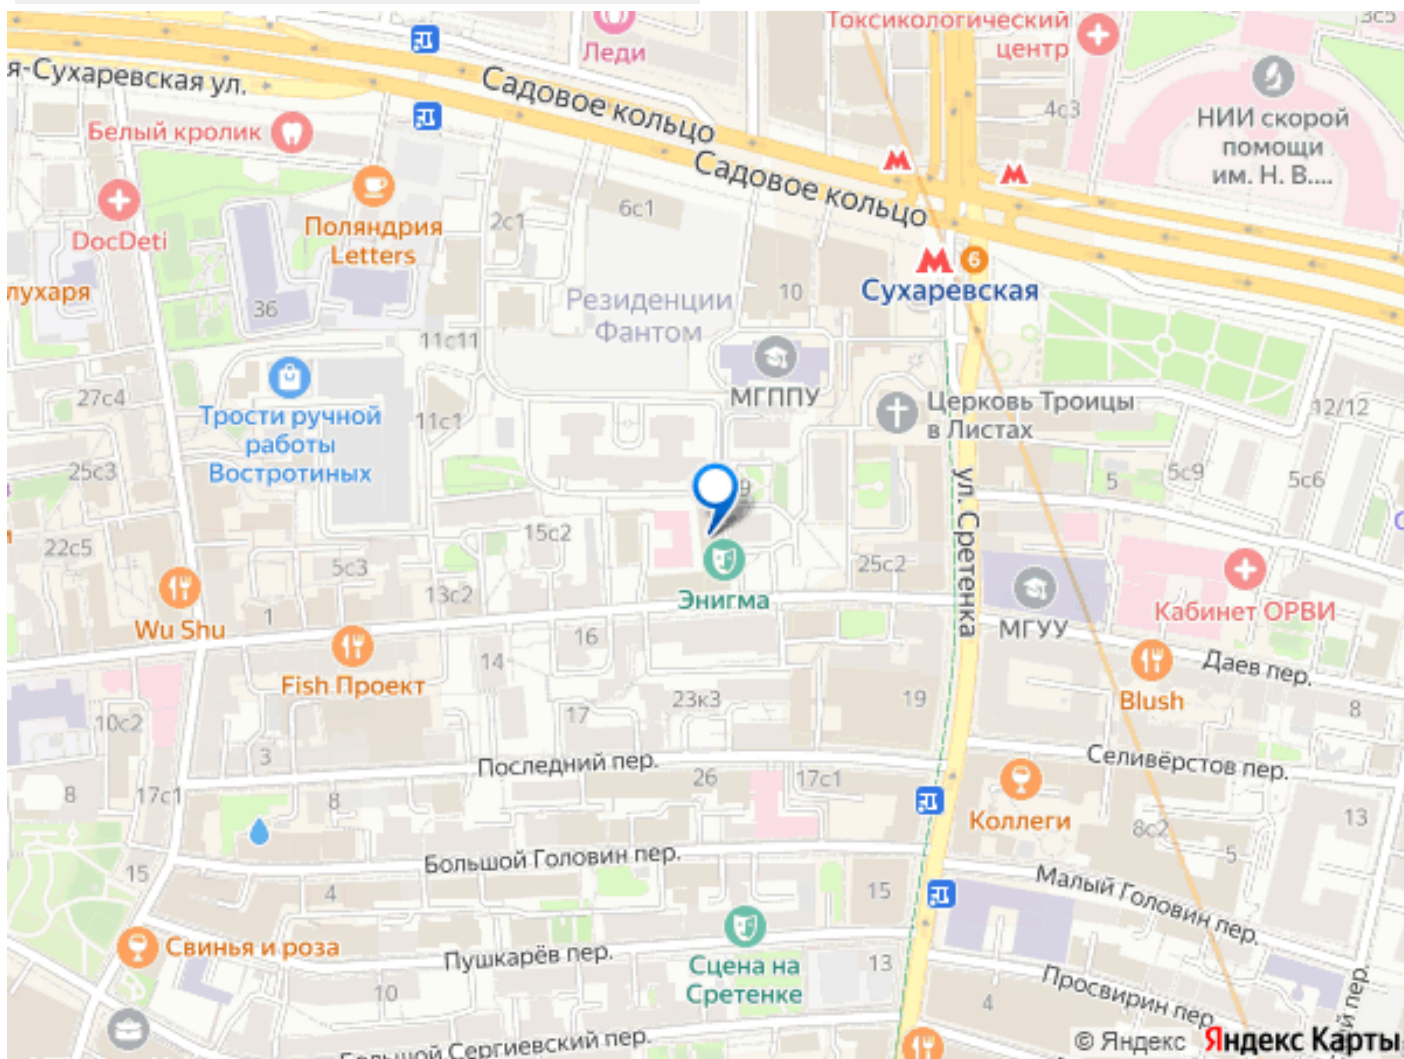 Токсикологический
центр
3с5
Леди
я-Сухаревская ул.
Садовое кольцо
4с3
НИИ скорой
помощи
им. Н. В....
Белый кролик
Садовое кольцо
DocDeti
Поляндрия
Letters
2с1
6с1
лухаря
36
Резиденции
Фантом
10
6
Сухаревская
11с11
МГППУ
27с4
Трости ручной
работы
Востротиных
11с1
Церковь Троицы
в Листах
12/12
25с3
9
5
5с9
5с6
ул. Сретенка
22с5
15с2
5с3
13с2
Энигма
25с2
МГУУ
Кабинет ОРВИ
1
Wu Shu
16
Fish Проект
14
Даев пер.
Blush
10с2
17
23к3
19
8
3
Последний пер.
Селивёрстов пер.
8
17с1
8
26
17с1
Коллеги
8с2
13
5
Большой Головин пер.
15
4
15
Малый Головин пер.
Свинья и роза
Пушкарёв пер.
Сцена на
Сретенке
13
10
4
Просвирин пер.
ый пер.
Большой Сергиевский пер.
© Яндекс Яндекс Карты